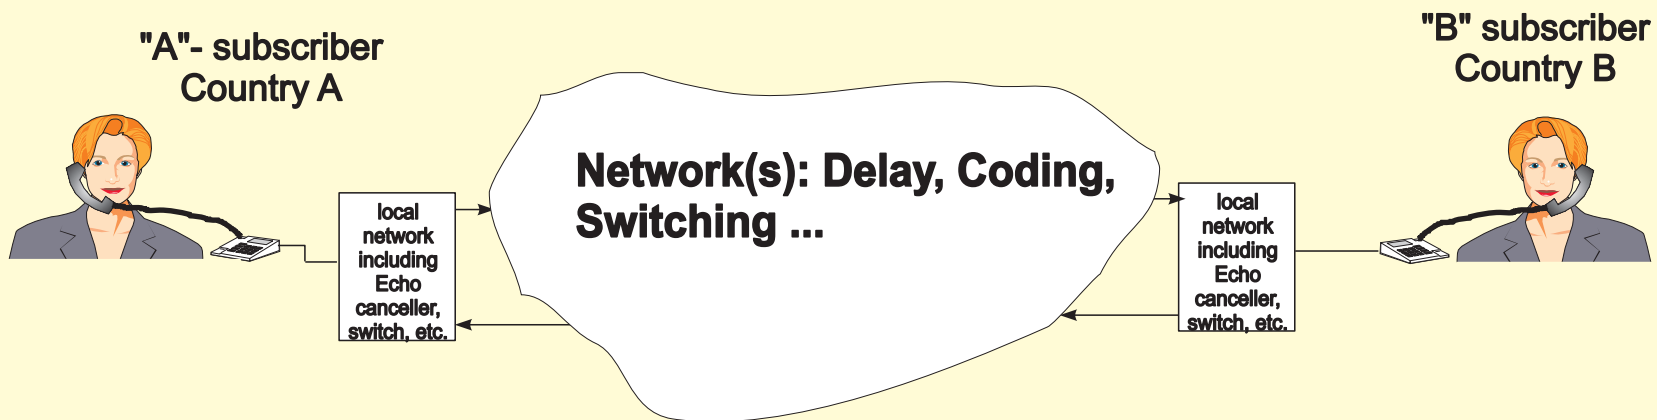 "A"- subscriber
Country A
"B" subscriber
Country B
Network(s): Delay, Coding,
Switching ...
local
network
including
Echo
canceller,
switch, etc.
local
network
including
Echo
canceller,
switch, etc.